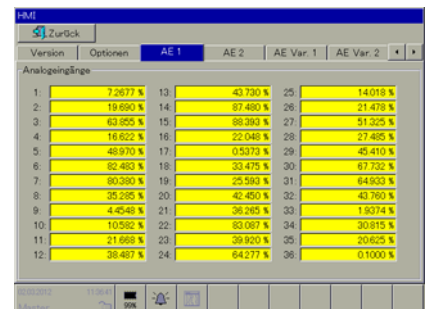 HMI
Zurück
Version Optionen AE 1 AE 2 AE Var. 1 AE Var. 2
Analogeingänge
1: 7.2677 % 13: 43.730 % 25: 14.018 %
2: 19.690 % 14: 87.480 % 26: 21.478 %
3: 63.855 % 15: 88.393 % 27: 51.325 %
4: 16.622 % 16: 22.048 % 28: 27.485 %
5: 48.970 % 17: 0.5373 % 29: 45.410 %
6: 82.483 % 18: 33.475 % 30: 67.732 %
7: 80.380 % 19: 25.593 % 31: 64.933 %
8: 35.285 % 20: 42.450 % 32: 43.760 %
9: 4.4548 % 21: 36.265 % 33: 1.9374 %
10: 10.582 % 22: 83.087 % 34: 30.815 %
11: 21.668 % 23: 39.920 % 35: 20.625 %
12: 38.487 % 24: 64.277 % 36: 0.1000 %
99%